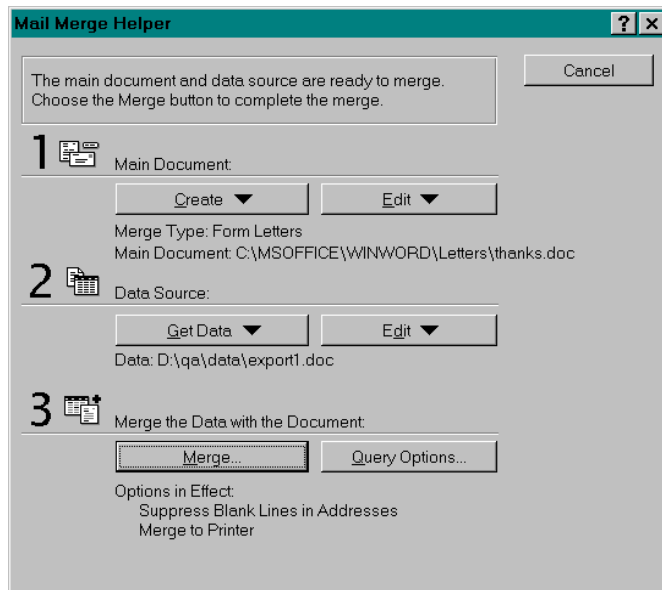 Mail Merge Helper
The main document and data source are ready to merge.
Choose the Merge button to complete the merge.
Cancel
1 Main Document:
Create Edit
Merge Type: Form Letters
Main Document: C:\MSOFFICE\WINWORD\Letters\thanks.doc
2 Data Source:
Get Data Edit
Data: D:\qa\data\export1.doc
3 Merge the Data with the Document:
Merge... Query Options...
Options in Effect:
Suppress Blank Lines in Addresses
Merge to Printer